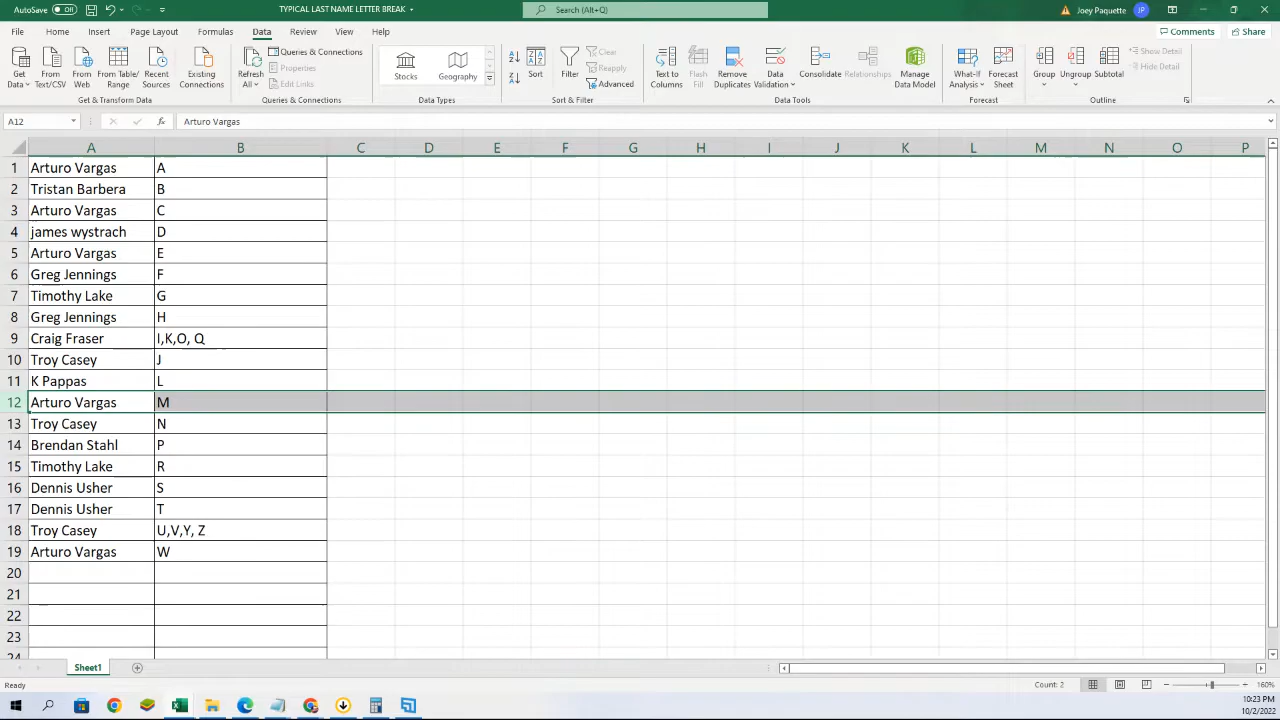 AutoSave Off TYPICAL LAST NAME LETTER BREAK Search (Alt+Q) Joey Paquette JP
File Home Insert Page Layout Formulas Data Review View Help Comments Share
Get Data From Text/CSV From Web From Table/ Range Recent Sources Existing Connections
Get & Transform Data
Refresh All Queries & Connections Properties Edit Links
Queries & Connections
Stocks Geography
Data Types
Sort Filter Clear Reapply Advanced
Sort & Filter
Text to Columns Flash Fill Remove Duplicates Data Validation Consolidate Relationships Manage Data Model
Data Tools
What-If Analysis Forecast Sheet
Forecast
Group Ungroup Subtotal Show Detail Hide Detail
Outline
A12 fx Arturo Vargas
A B C D E F G H I J K L M N O P
1 Arturo Vargas A
2 Tristan Barbera B
3 Arturo Vargas C
4 james wystrach D
5 Arturo Vargas E
6 Greg Jennings F
7 Timothy Lake G
8 Greg Jennings H
9 Craig Fraser I,K,O, Q
10 Troy Casey J
11 K Pappas L
12 Arturo Vargas M
13 Troy Casey N
14 Brendan Stahl P
15 Timothy Lake R
16 Dennis Usher S
17 Dennis Usher T
18 Troy Casey U,V,Y, Z
19 Arturo Vargas W
20
21
22
23
24
Sheet1
Ready Count: 2 160%
10:23 PM
10/2/2022